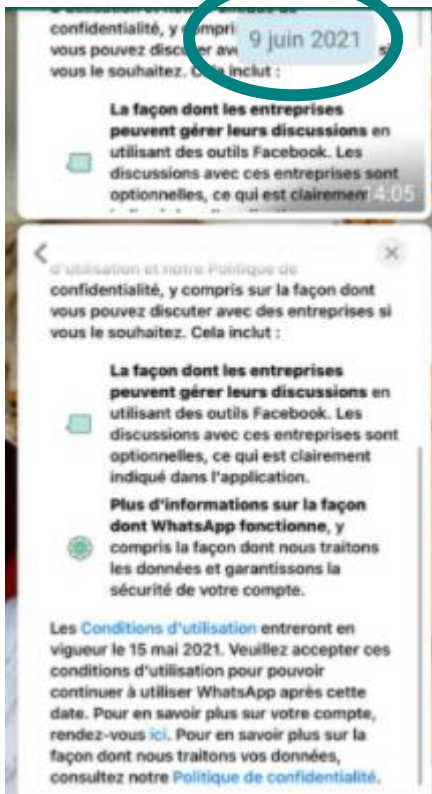 confidentialité, y compri
9 juin 2021
si
vous pouvez discuter av
vous le souhaitez. Cela inclut :
La façon dont les entreprises
peuvent gérer leurs discussions en
utilisant des outils Facebook. Les
discussions avec ces entreprises sont
optionnelles, ce qui est clairement
14:05
d'utilisation et notre Politique de
confidentialité, y compris sur la façon dont
vous pouvez discuter avec des entreprises si
vous le souhaitez. Cela inclut :
La façon dont les entreprises
peuvent gérer leurs discussions en
utilisant des outils Facebook. Les
discussions avec ces entreprises sont
optionnelles, ce qui est clairement
indiqué dans l'application.
Plus d'informations sur la façon
dont WhatsApp fonctionne, y
compris la façon dont nous traitons
les données et garantissons la
sécurité de votre compte.
Les Conditions d'utilisation entreront en
vigueur le 15 mai 2021. Veuillez accepter ces
conditions d'utilisation pour pouvoir
continuer à utiliser WhatsApp après cette
date. Pour en savoir plus sur votre compte,
rendez-vous ici. Pour en savoir plus sur la
façon dont nous traitons vos données,
consultez notre Politique de confidentialité.